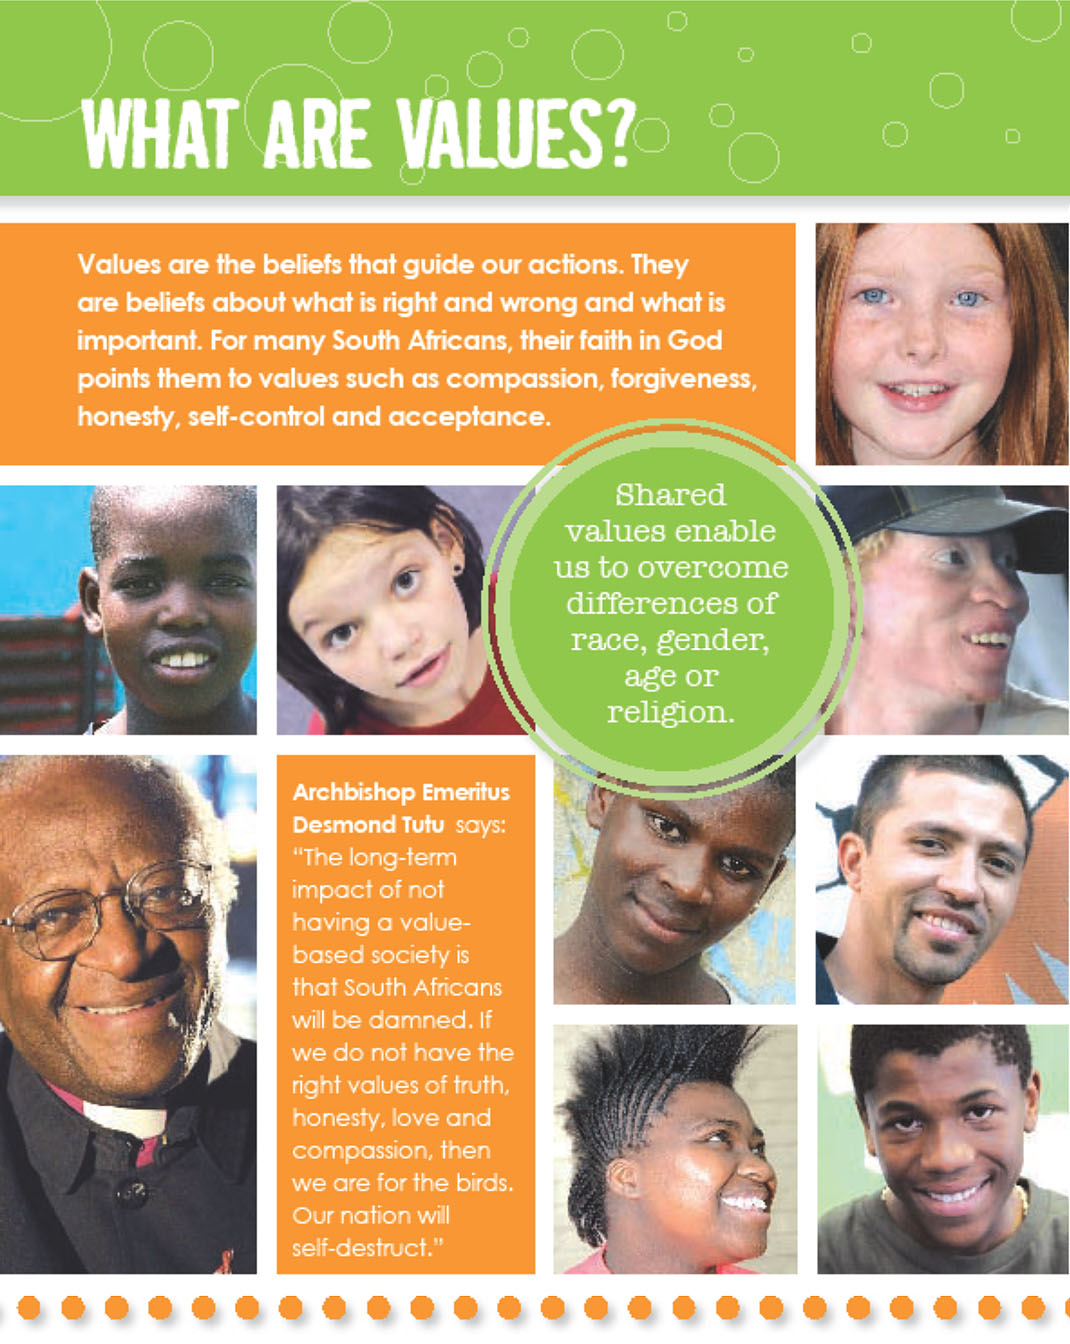 WHAT ARE VALUES?
Values are the beliefs that guide our actions. They
are beliefs about what is right and wrong and what is
important. For many South Africans, their faith in God
points them to values such as compassion, forgiveness,
honesty, self-control and acceptance.
Shared
values enable
us to overcome
differences of
race, gender,
age or
religion.
Archbishop Emeritus
Desmond Tutu says:
“The long-term
impact of not
having a value-
based society is
that South Africans
will be damned. If
we do not have the
right values of truth,
honesty, love and
compassion, then
we are for the birds.
Our nation will
self-destruct.”